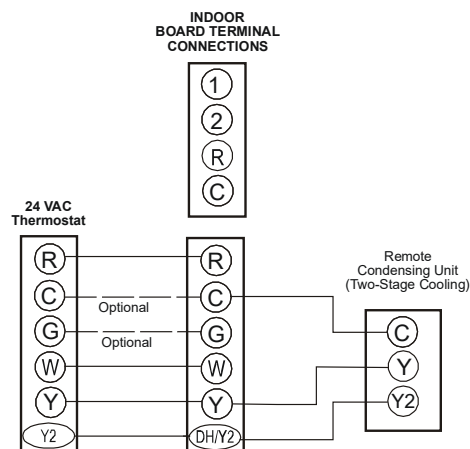 INDOOR
BOARD TERMINAL
CONNECTIONS
1
2
R
C
24 VAC
Thermostat
R
C
G
W
Y
Y2
Optional
Optional
R
C
G
W
Y
DH/Y2
Remote
Condensing Unit
(Two-Stage Cooling)
C
Y
Y2